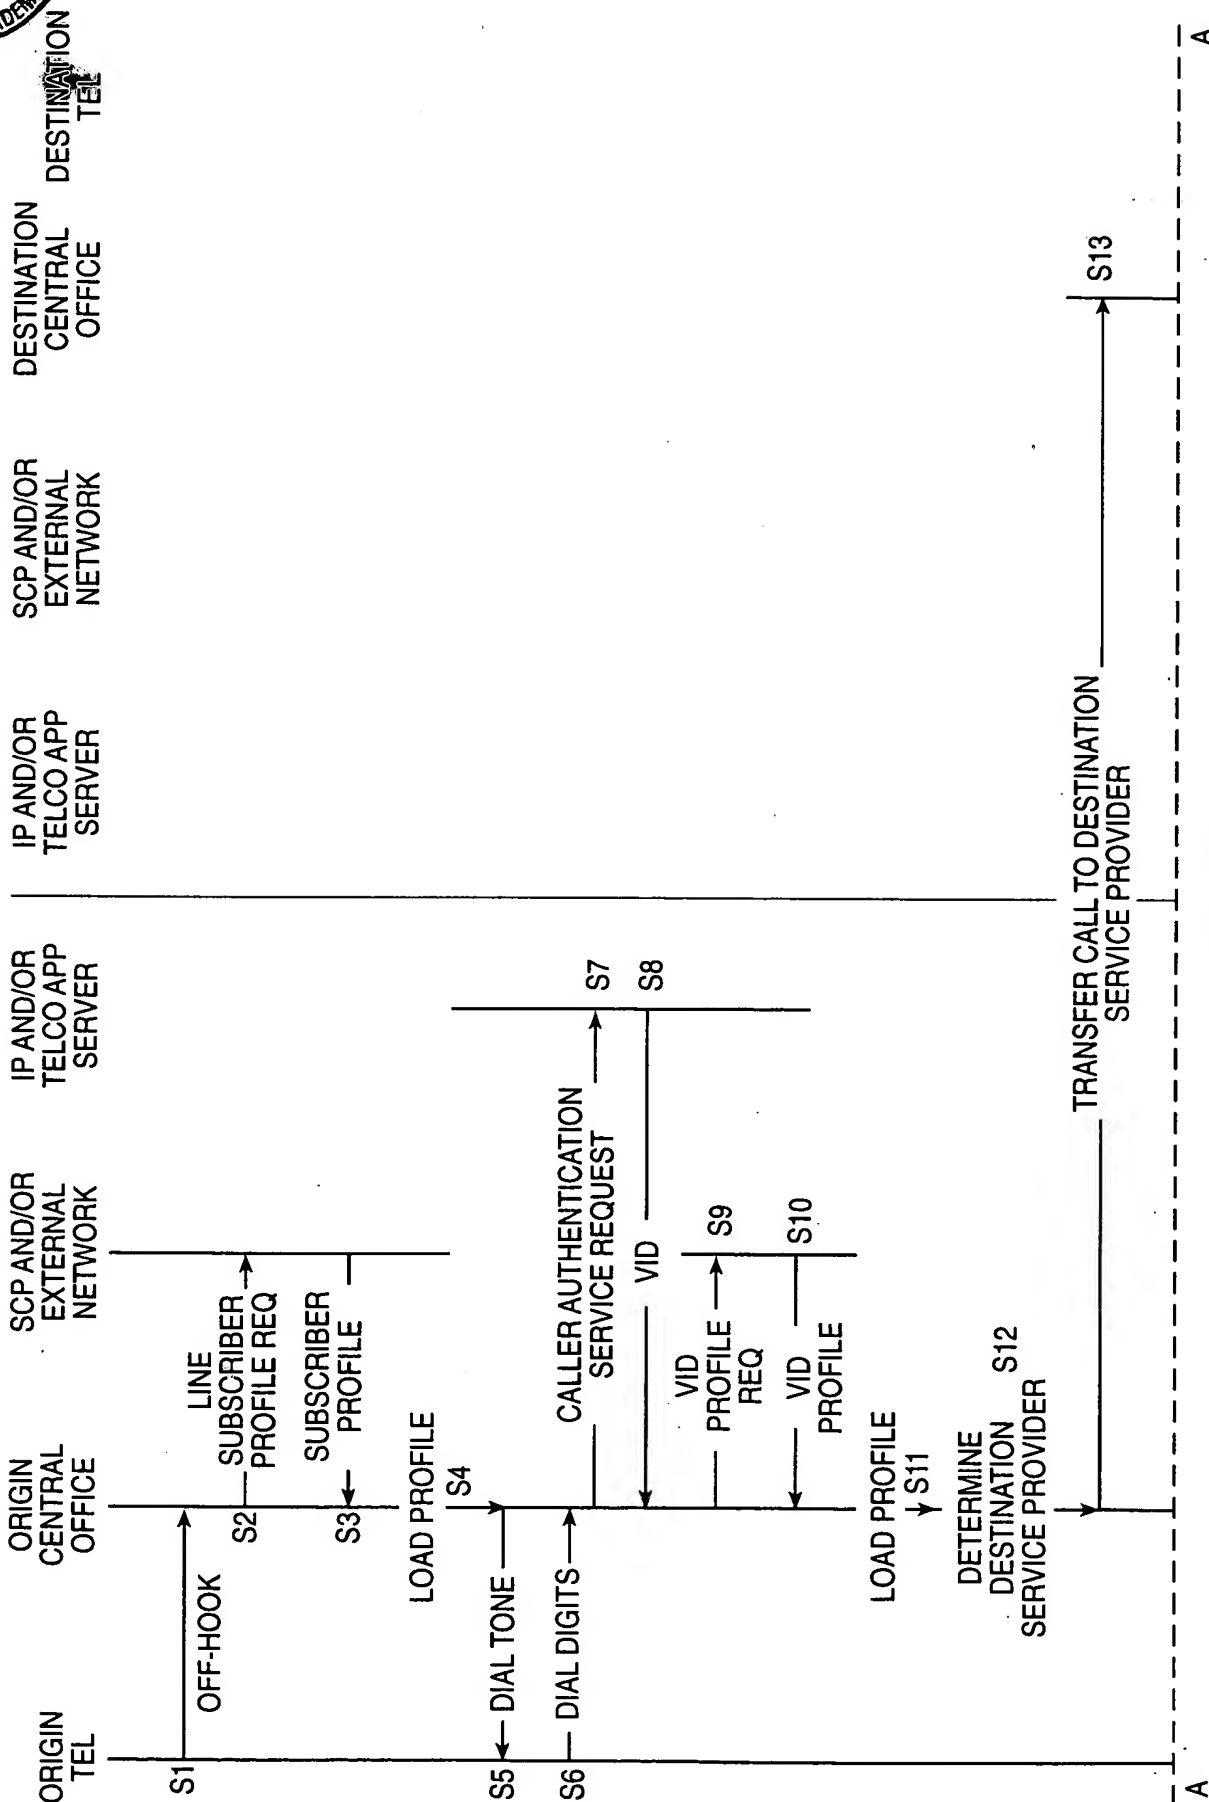 ORIGIN
TEL
ORIGIN
CENTRAL
OFFICE
SCP AND/OR
EXTERNAL
NETWORK
IP AND/OR
TELCO APP
SERVER
IP AND/OR
TELCO APP
SERVER
SCP AND/OR
EXTERNAL
NETWORK
DESTINATION
CENTRAL
OFFICE
DESTINATION
TEL
S1
OFF-HOOK
LINE
SUBSCRIBER
PROFILE REQ
S2
SUBSCRIBER
PROFILE
S3
LOAD PROFILE
S4
S5
DIAL TONE
S6
DIAL DIGITS
CALLER AUTHENTICATION
SERVICE REQUEST
S7
VID
S8
VID
PROFILE
REQ
S9
VID
PROFILE
S10
LOAD PROFILE
S11
DETERMINE
DESTINATION
SERVICE PROVIDER
S12
TRANSFER CALL TO DESTINATION
SERVICE PROVIDER
S13
A
A